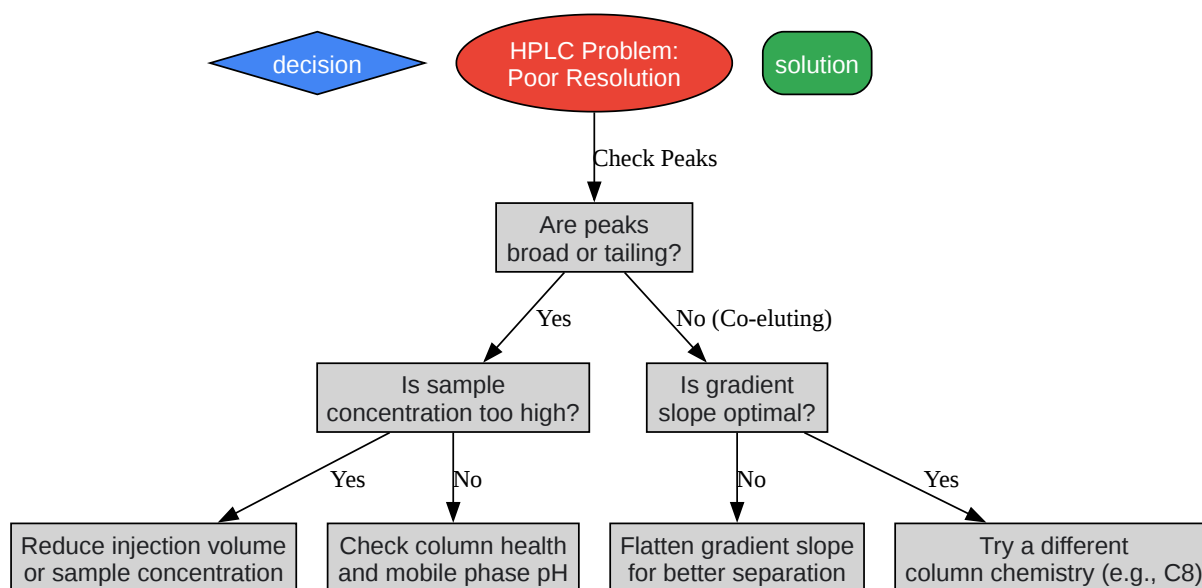 decision
HPLC Problem:
Poor Resolution
solution
Check Peaks
Are peaks
broad or tailing?
Yes
No (Co-eluting)
Is sample
concentration too high?
Is gradient
slope optimal?
Yes
No
No
Yes
Reduce injection volume
or sample concentration
Check column health
and mobile phase pH
Flatten gradient slope
for better separation
Try a different
column chemistry (e.g., C8)